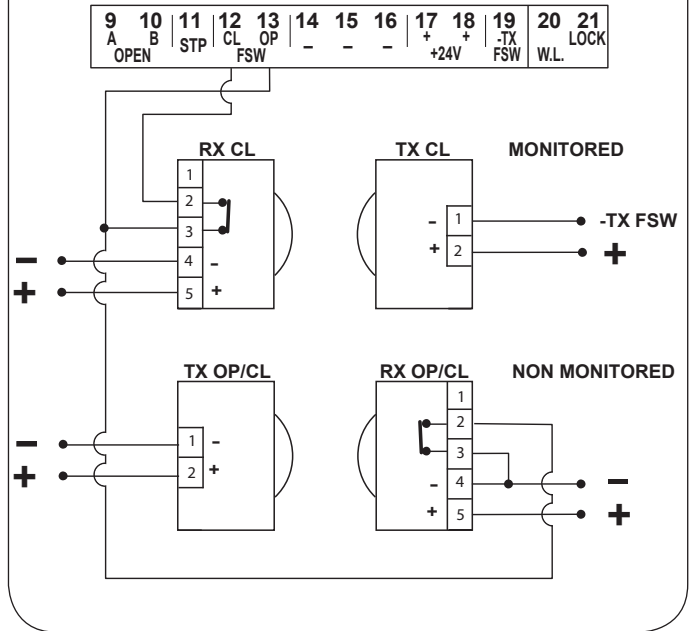 9 10 11 12 13 14 15 16 17 18 19 20 21
A B STP CL OP - - - + + -TX LOCK
OPEN FSW +24V FSW W.L.
RX CL TX CL MONITORED
1
2
3
4 -
5 +
-
+
- 1 -TX FSW
+ 2 +
TX OP/CL RX OP/CL NON MONITORED
1 -
2 +
-
+
1
2
3
- 4 -
+ 5 +